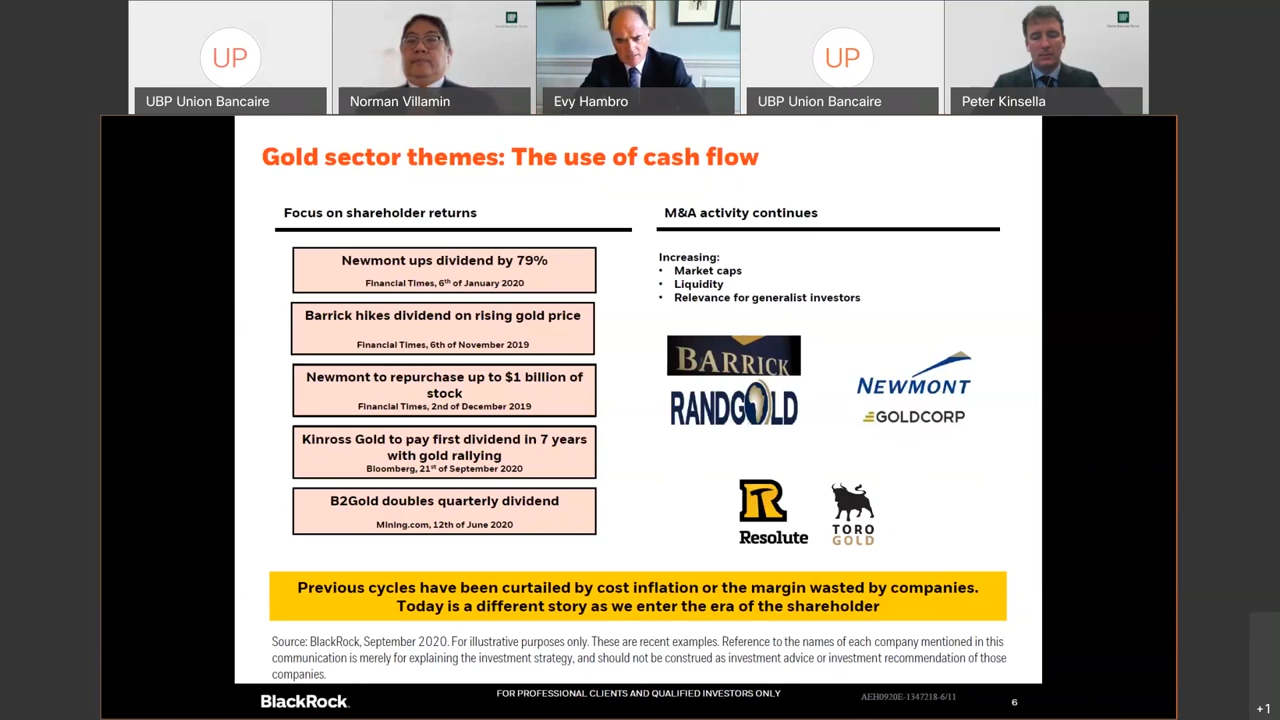 UP
UBP Union Bancaire
Norman Villamin
Evy Hambro
UP
UBP Union Bancaire
Peter Kinsella
Gold sector themes: The use of cash flow
Focus on shareholder returns
Newmont ups dividend by 79%
Financial Times, 6th of January 2020
Barrick hikes dividend on rising gold price
Financial Times, 6th of November 2019
Newmont to repurchase up to $1 billion of
stock
Financial Times, 2nd of December 2019
Kinross Gold to pay first dividend in 7 years
with gold rallying
Bloomberg, 21st of September 2020
B2Gold doubles quarterly dividend
Mining.com, 12th of June 2020
M&A activity continues
Increasing:
• Market caps
• Liquidity
• Relevance for generalist investors
BARRICK
RANDGOLD
NEWMONT
GOLDCORP
Resolute
TORO
GOLD
Previous cycles have been curtailed by cost inflation or the margin wasted by companies.
Today is a different story as we enter the era of the shareholder
Source: BlackRock, September 2020. For illustrative purposes only. These are recent examples. Reference to the names of each company mentioned in this
communication is merely for explaining the investment strategy, and should not be construed as investment advice or investment recommendation of those
companies.
BlackRock.
FOR PROFESSIONAL CLIENTS AND QUALIFIED INVESTORS ONLY
AEH0920E-1347218-6/11
6
+1